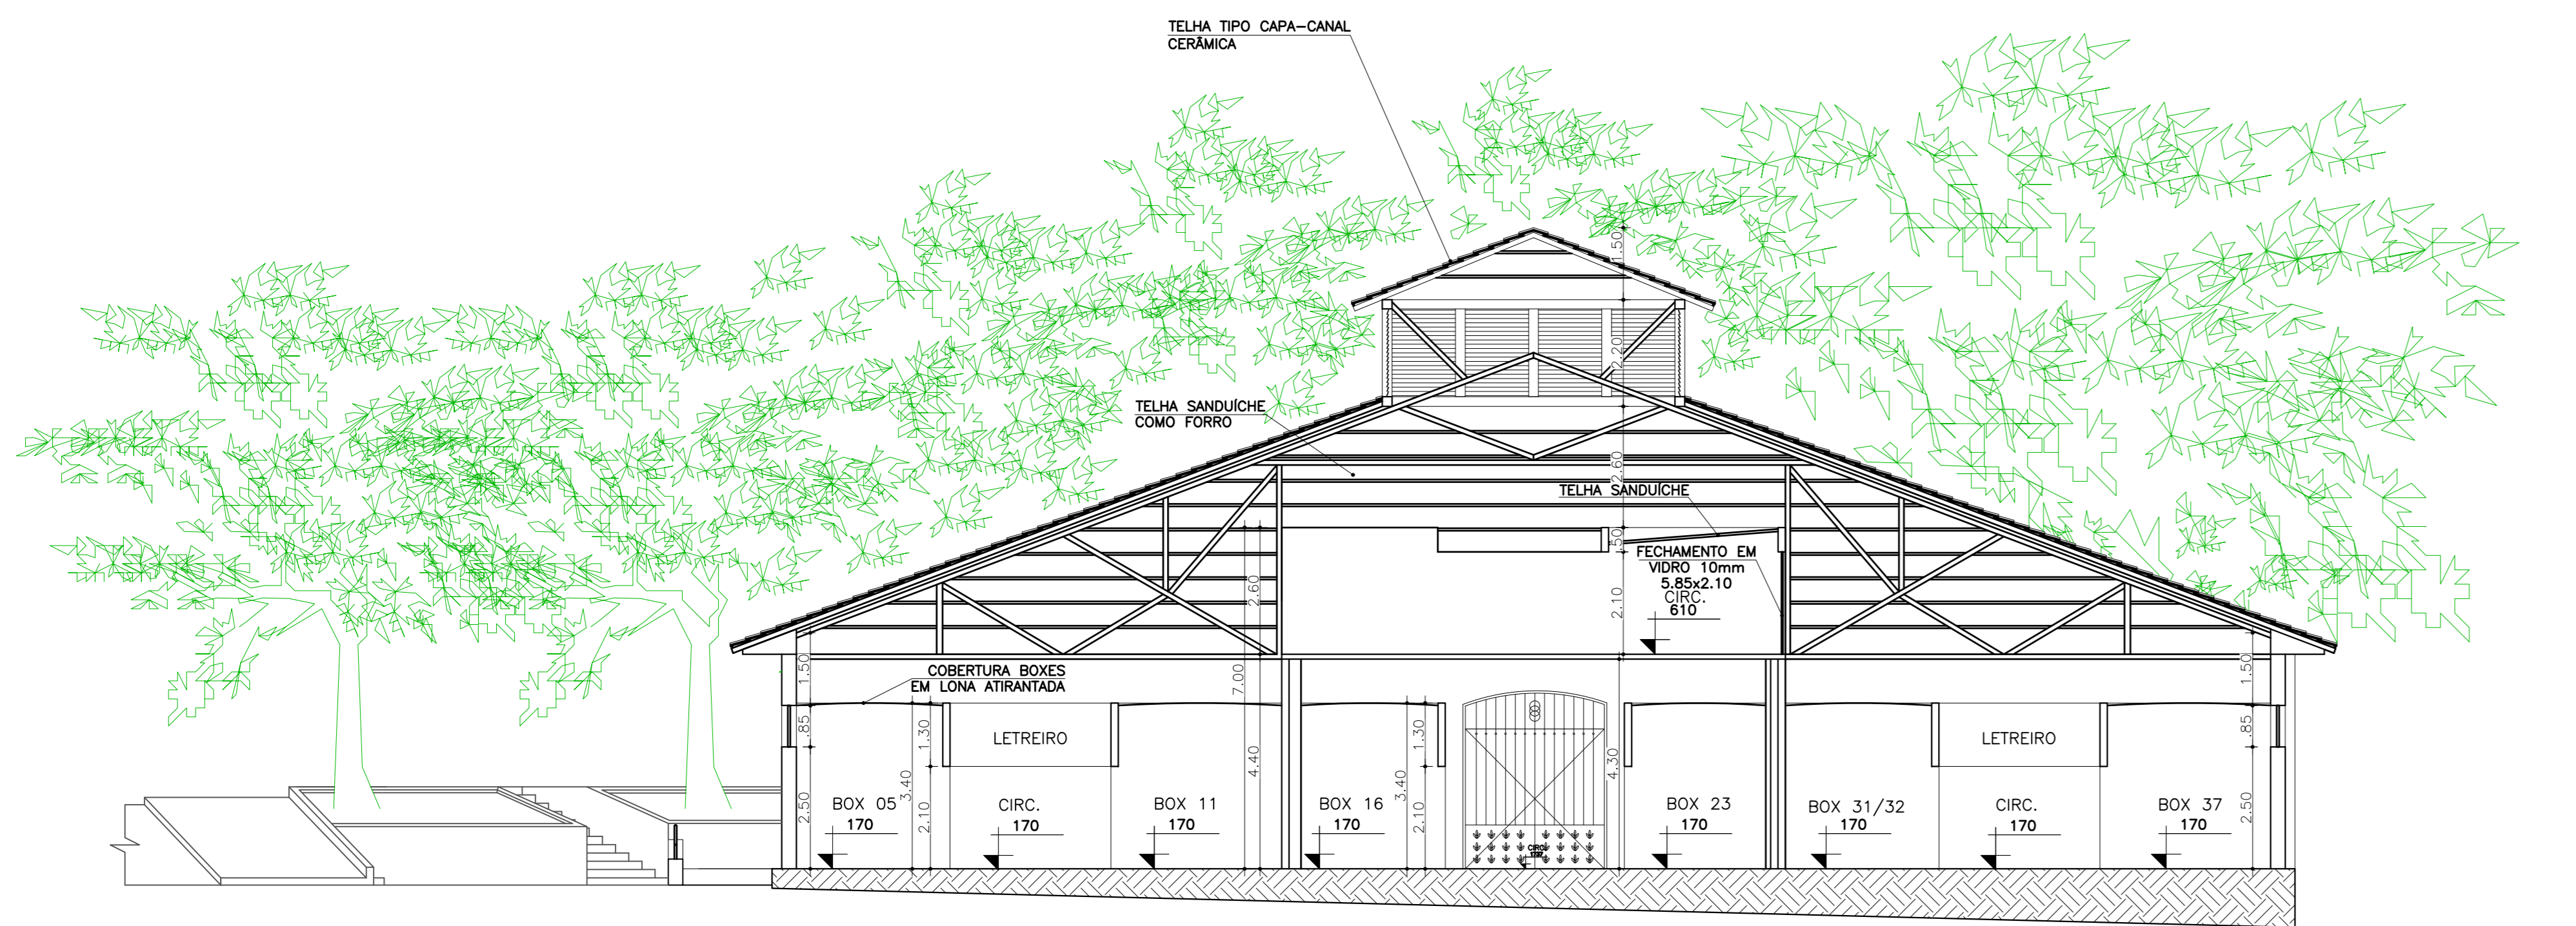 TELHA TIPO CAPA-CANAL
CERÂMICA
1.50
2.20
TELHA SANDUÍCHE
COMO FORRO
2.60
TELHA SANDUÍCHE
.50
FECHAMENTO EM
VIDRO 10mm
5.85x2.10
CIRC.
610
2.60
2.10
COBERTURA BOXES
EM LONA ATIRANTADA
1.50
7.00
1.50
.85
1.30
LETREIRO
1.30
4.40
4.30
LETREIRO
.85
2.50
BOX 05
170
3.40
2.10
CIRC.
170
BOX 11
170
BOX 16
170
3.40
2.10
CIRC.
BOX 23
170
BOX 31/32
170
CIRC.
170
BOX 37
170
2.50